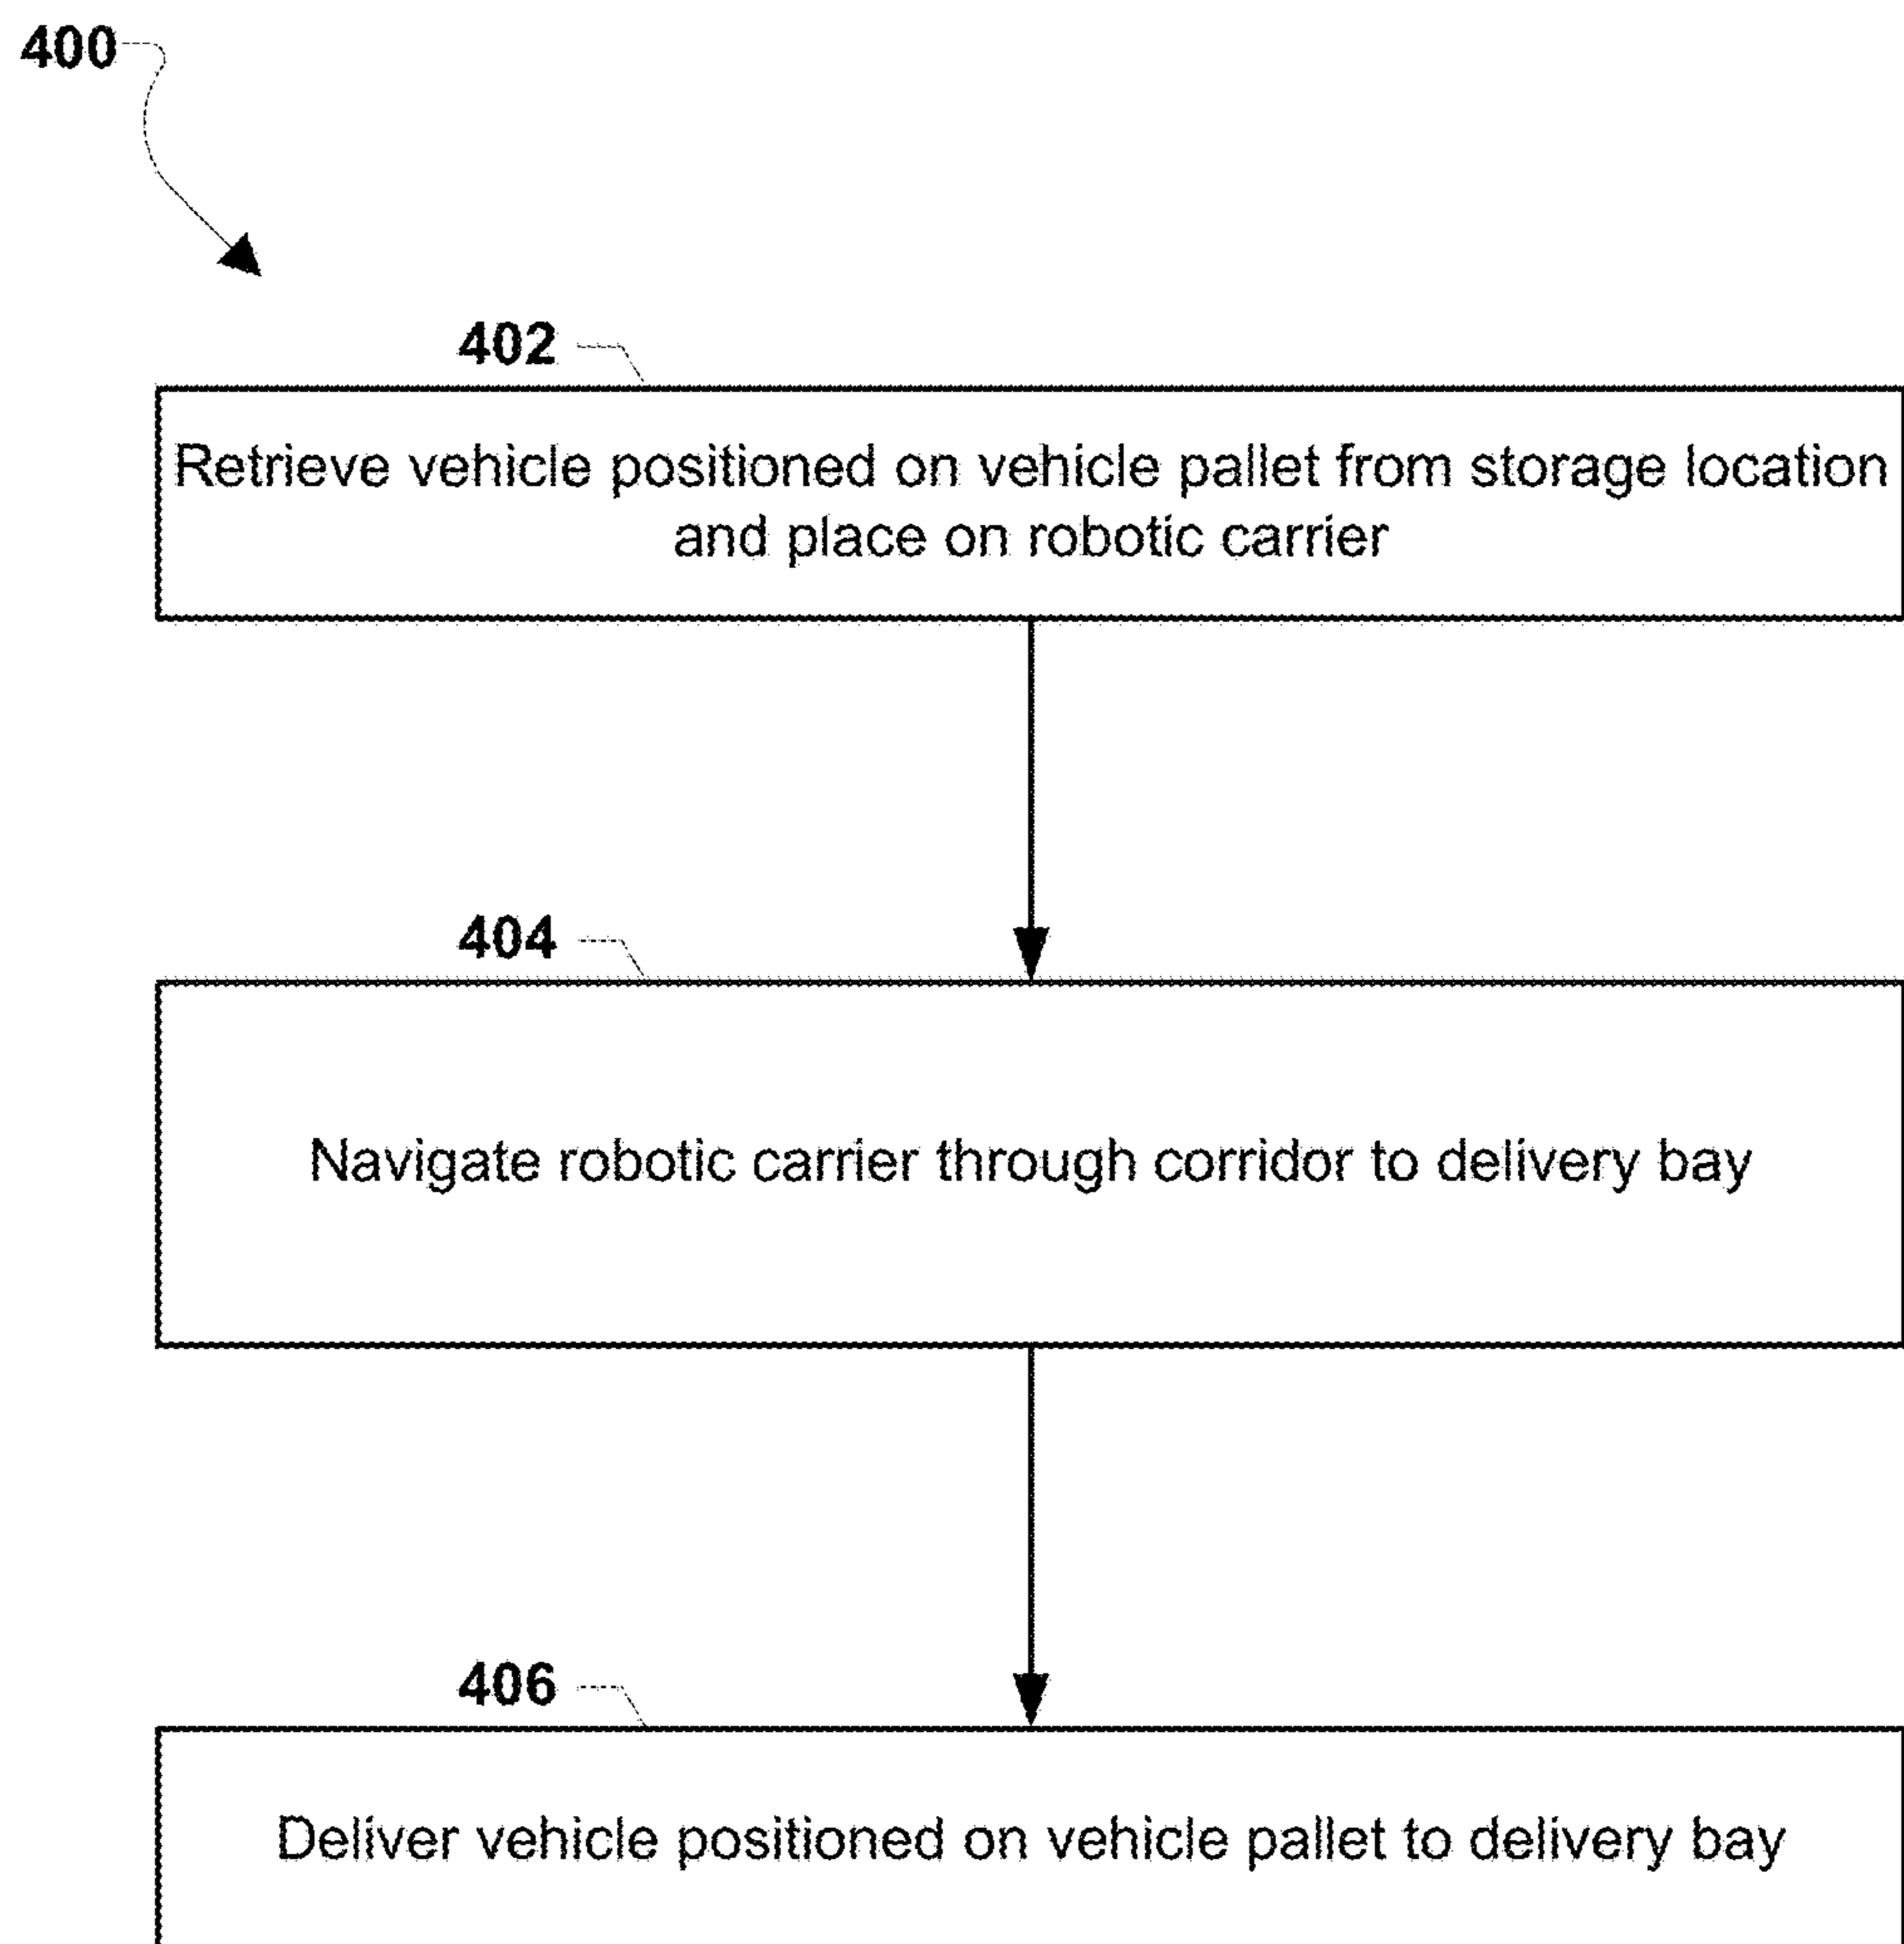 400
402
Retrieve vehicle positioned on vehicle pallet from storage location
and place on robotic carrier
404
Navigate robotic carrier through corridor to delivery bay
406
Deliver vehicle positioned on vehicle pallet to delivery bay